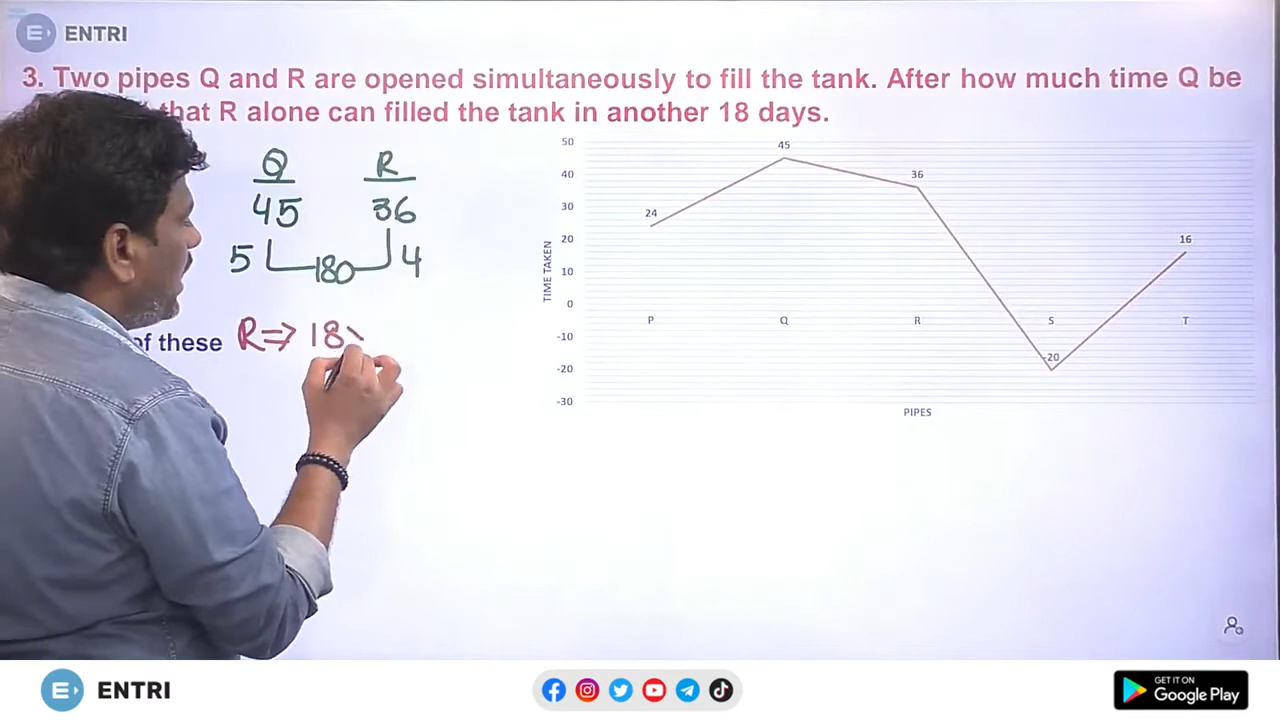 ENTRI
3. Two pipes Q and R are opened simultaneously to fill the tank. After how much time Q be
that R alone can filled the tank in another 18 days.
Q R
45 36
5 180 4
of these R⇒ 18
50
40
30
20
10
0
-10
-20
-30
TIME TAKEN
24
45
36
-20
16
P Q R S T
PIPES
ENTRI
GET IT ON
Google Play